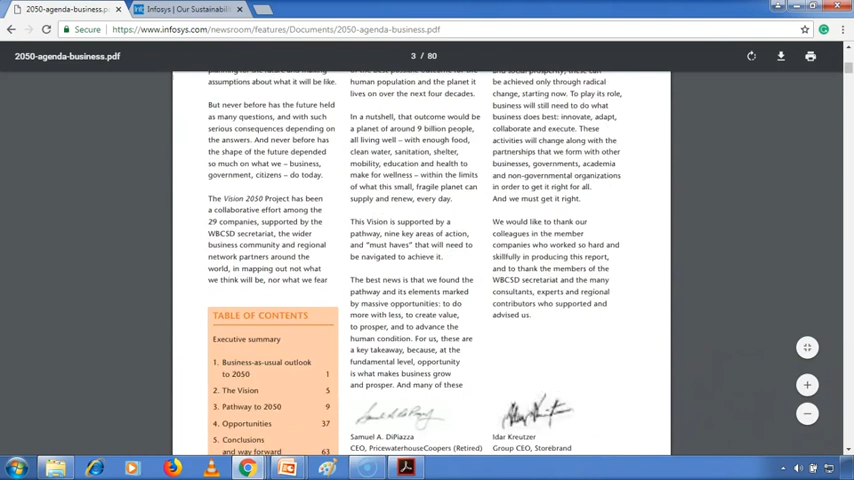 2050-agenda-business.pdf
Infosys | Our Sustainabili
Secure
https://www.infosys.com/newsroom/features/Documents/2050-agenda-business.pdf
2050-agenda-business.pdf
3 / 80
assumptions about what it will be like.
But never before has the future held
as many questions, and with such
serious consequences depending on
the answers. And never before has
the shape of the future depended
so much on what we – business,
government, citizens – do today.
The Vision 2050 Project has been
a collaborative effort among the
29 companies, supported by the
WBCSD secretariat, the wider
business community and regional
network partners around the
world, in mapping out not what
we think will be, nor what we fear
TABLE OF CONTENTS
Executive summary
1. Business-as-usual outlook
to 2050 1
2. The Vision 5
3. Pathway to 2050 9
4. Opportunities 37
5. Conclusions
and way forward 63
human population and the planet it
lives on over the next four decades.
In a nutshell, that outcome would be
a planet of around 9 billion people,
all living well – with enough food,
clean water, sanitation, shelter,
mobility, education and health to
make for wellness – within the limits
of what this small, fragile planet can
supply and renew, every day.
This Vision is supported by a
pathway, nine key areas of action,
and “must haves” that will need to
be navigated to achieve it.
The best news is that we found the
pathway and its elements marked
by massive opportunities: to do
more with less, to create value,
to prosper, and to advance the
human condition. For us, these are
a key takeaway, because, at the
fundamental level, opportunity
is what makes business grow
and prosper. And many of these
Samuel A. DiPiazza
CEO, PricewaterhouseCoopers (Retired)
and social prosperity, these can
be achieved only through radical
change, starting now. To play its role,
business will still need to do what
business does best: innovate, adapt,
collaborate and execute. These
activities will change along with the
partnerships that we form with other
businesses, governments, academia
and non-governmental organizations
in order to get it right for all.
And we must get it right.
We would like to thank our
colleagues in the member
companies who worked so hard and
skillfully in producing this report,
and to thank the members of the
WBCSD secretariat and the many
consultants, experts and regional
contributors who supported and
advised us.
Idar Kreutzer
Group CEO, Storebrand